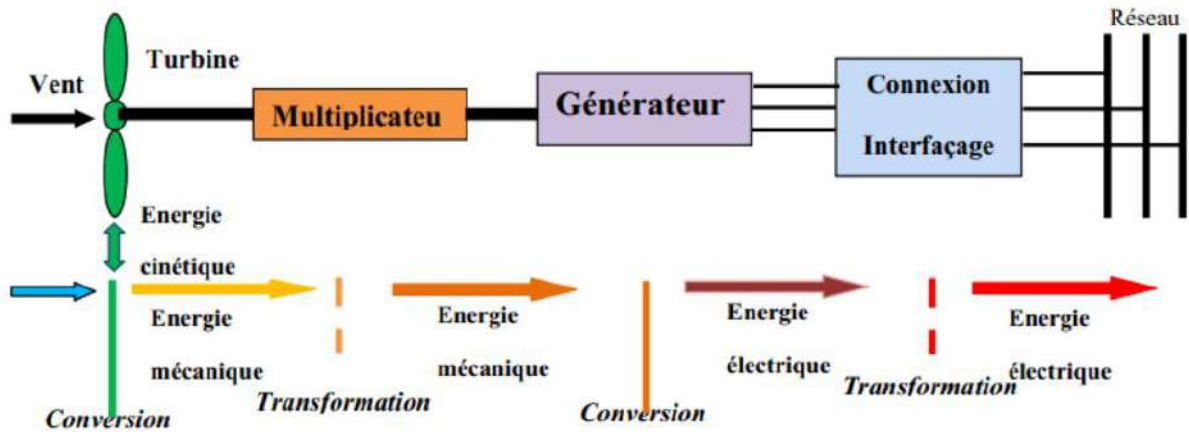 Réseau
Vent
Turbine
Multiplicateu
Générateur
Connexion
Interfaçage
Energie
cinétique
Energie
mécanique
Energie
mécanique
Energie
électrique
Energie
électrique
Conversion
Transformation
Conversion
Transformation